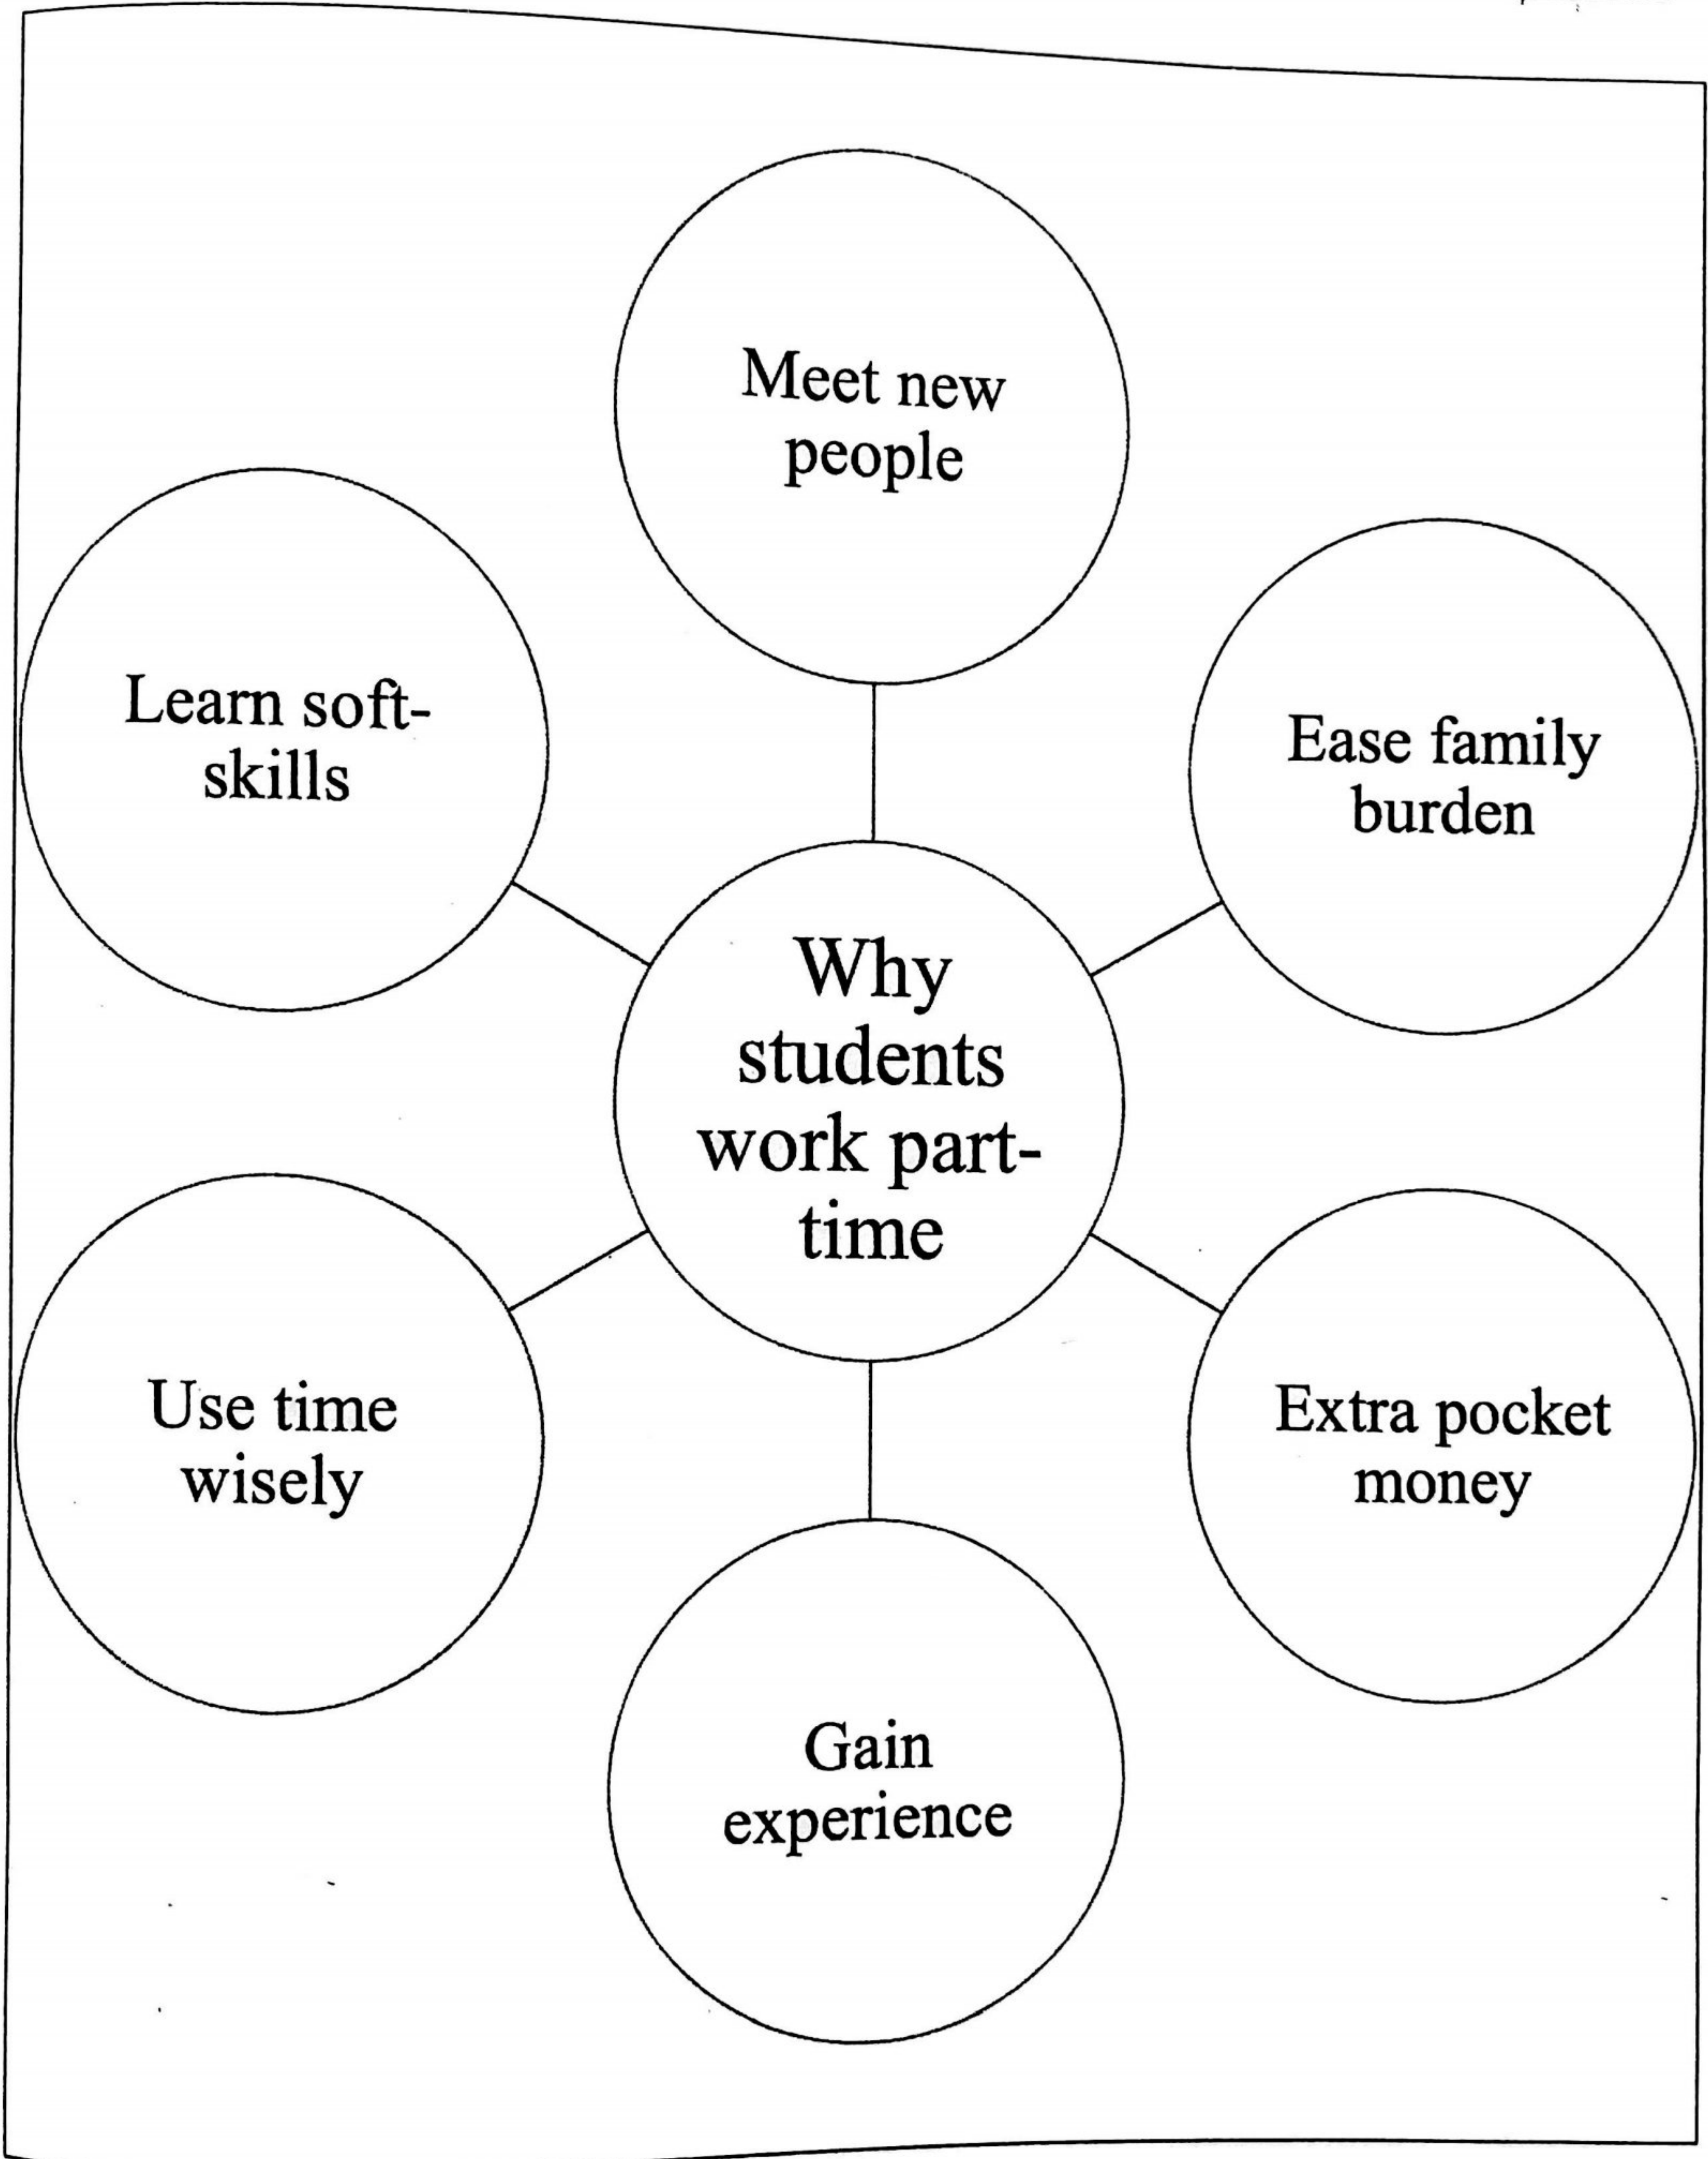 Meet new
people
Learn soft-
skills
Ease family
burden
Why
students
work part-
time
Use time
wisely
Extra pocket
money
Gain
experience